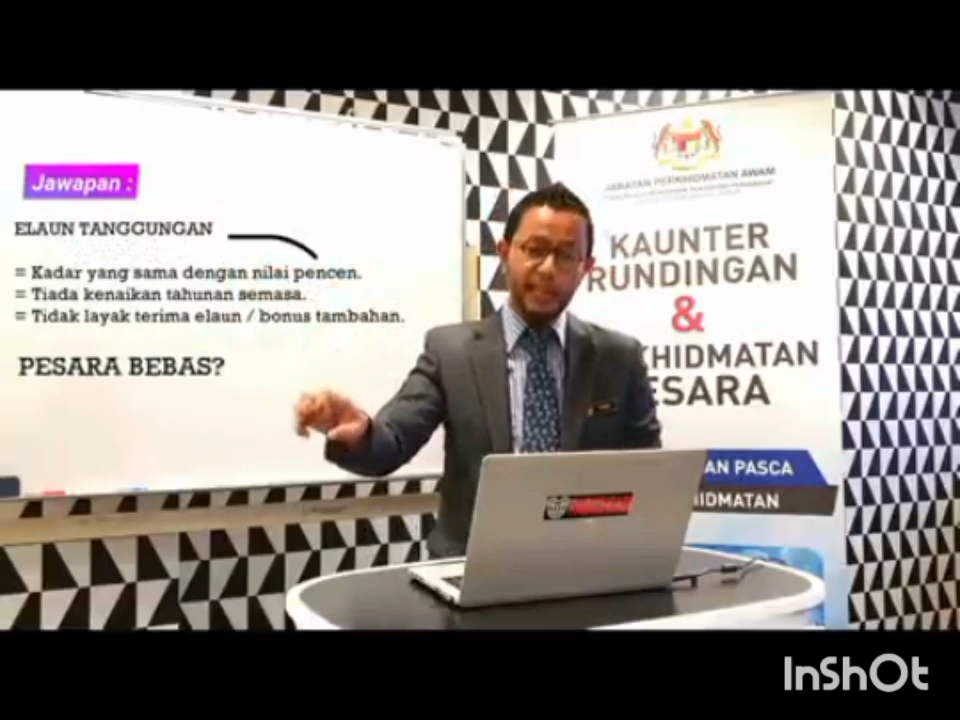 Jawapan :
ELAUN TANGGUNGAN
= Kadar yang sama dengan nilai pencen.
= Tiada kenaikan tahunan semasa.
= Tidak layak terima elaun / bonus tambahan.
PESARA BEBAS?
JABATAN PERKHIDMATAN AWAM
KAUNTER
RUNDINGAN
&
KHIDMATAN
ESARA
AN PASCA
HIDMATAN
InShOt